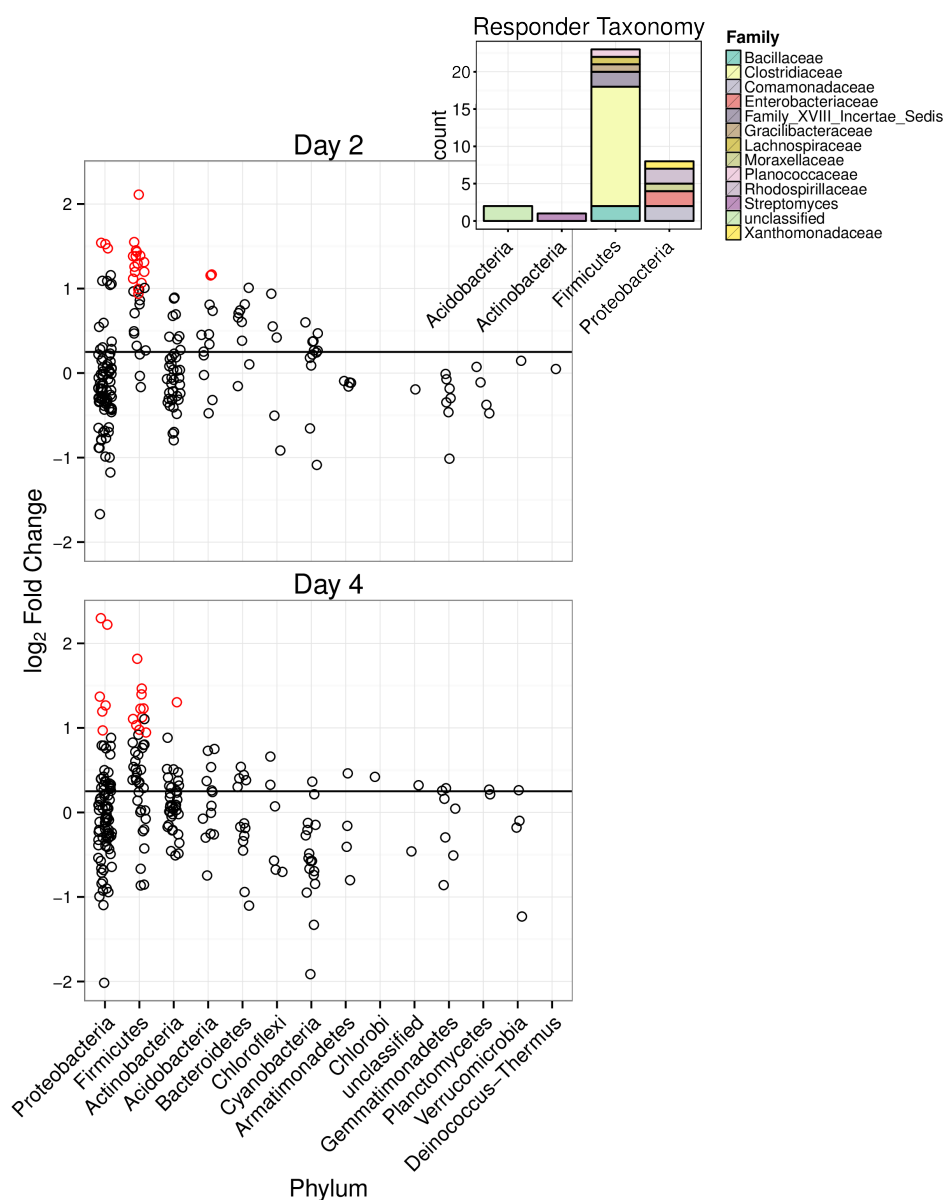 Responder Taxonomy
count
20
15
10
5
0
Acidobacteria
Actinobacteria
Firmicutes
Proteobacteria
Family
Bacillaceae
Clostridiaceae
Comamonadaceae
Enterobacteriaceae
Family_XVIII_Incertae_Sedis
Gracilibacteraceae
Lachnospiraceae
Moraxellaceae
Planococcaceae
Rhodospirillaceae
Streptomyces
unclassified
Xanthomonadaceae
Day 2
2
1
0
−1
−2
log2 Fold Change
Day 4
2
1
0
−1
−2
Proteobacteria
Firmicutes
Actinobacteria
Acidobacteria
Bacteroidetes
Chloroflexi
Cyanobacteria
Armatimonadetes
Chlorobi
unclassified
Gemmatimonadetes
Planctomycetes
Verrucomicrobia
Deinococcus−Thermus
Phylum